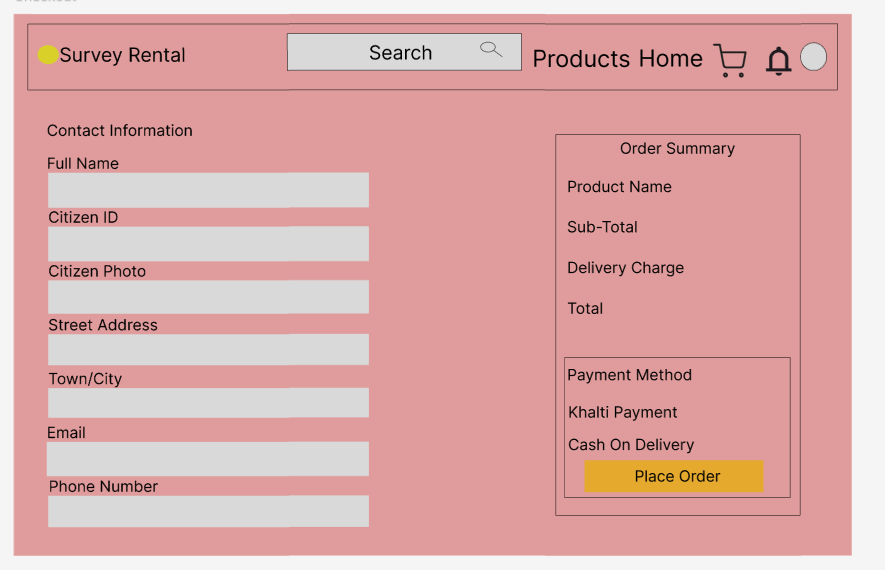 Checkout
Survey Rental
Search
Products Home
Contact Information
Full Name
Citizen ID
Citizen Photo
Street Address
Town/City
Email
Phone Number
Order Summary
Product Name
Sub-Total
Delivery Charge
Total
Payment Method
Khalti Payment
Cash On Delivery
Place Order